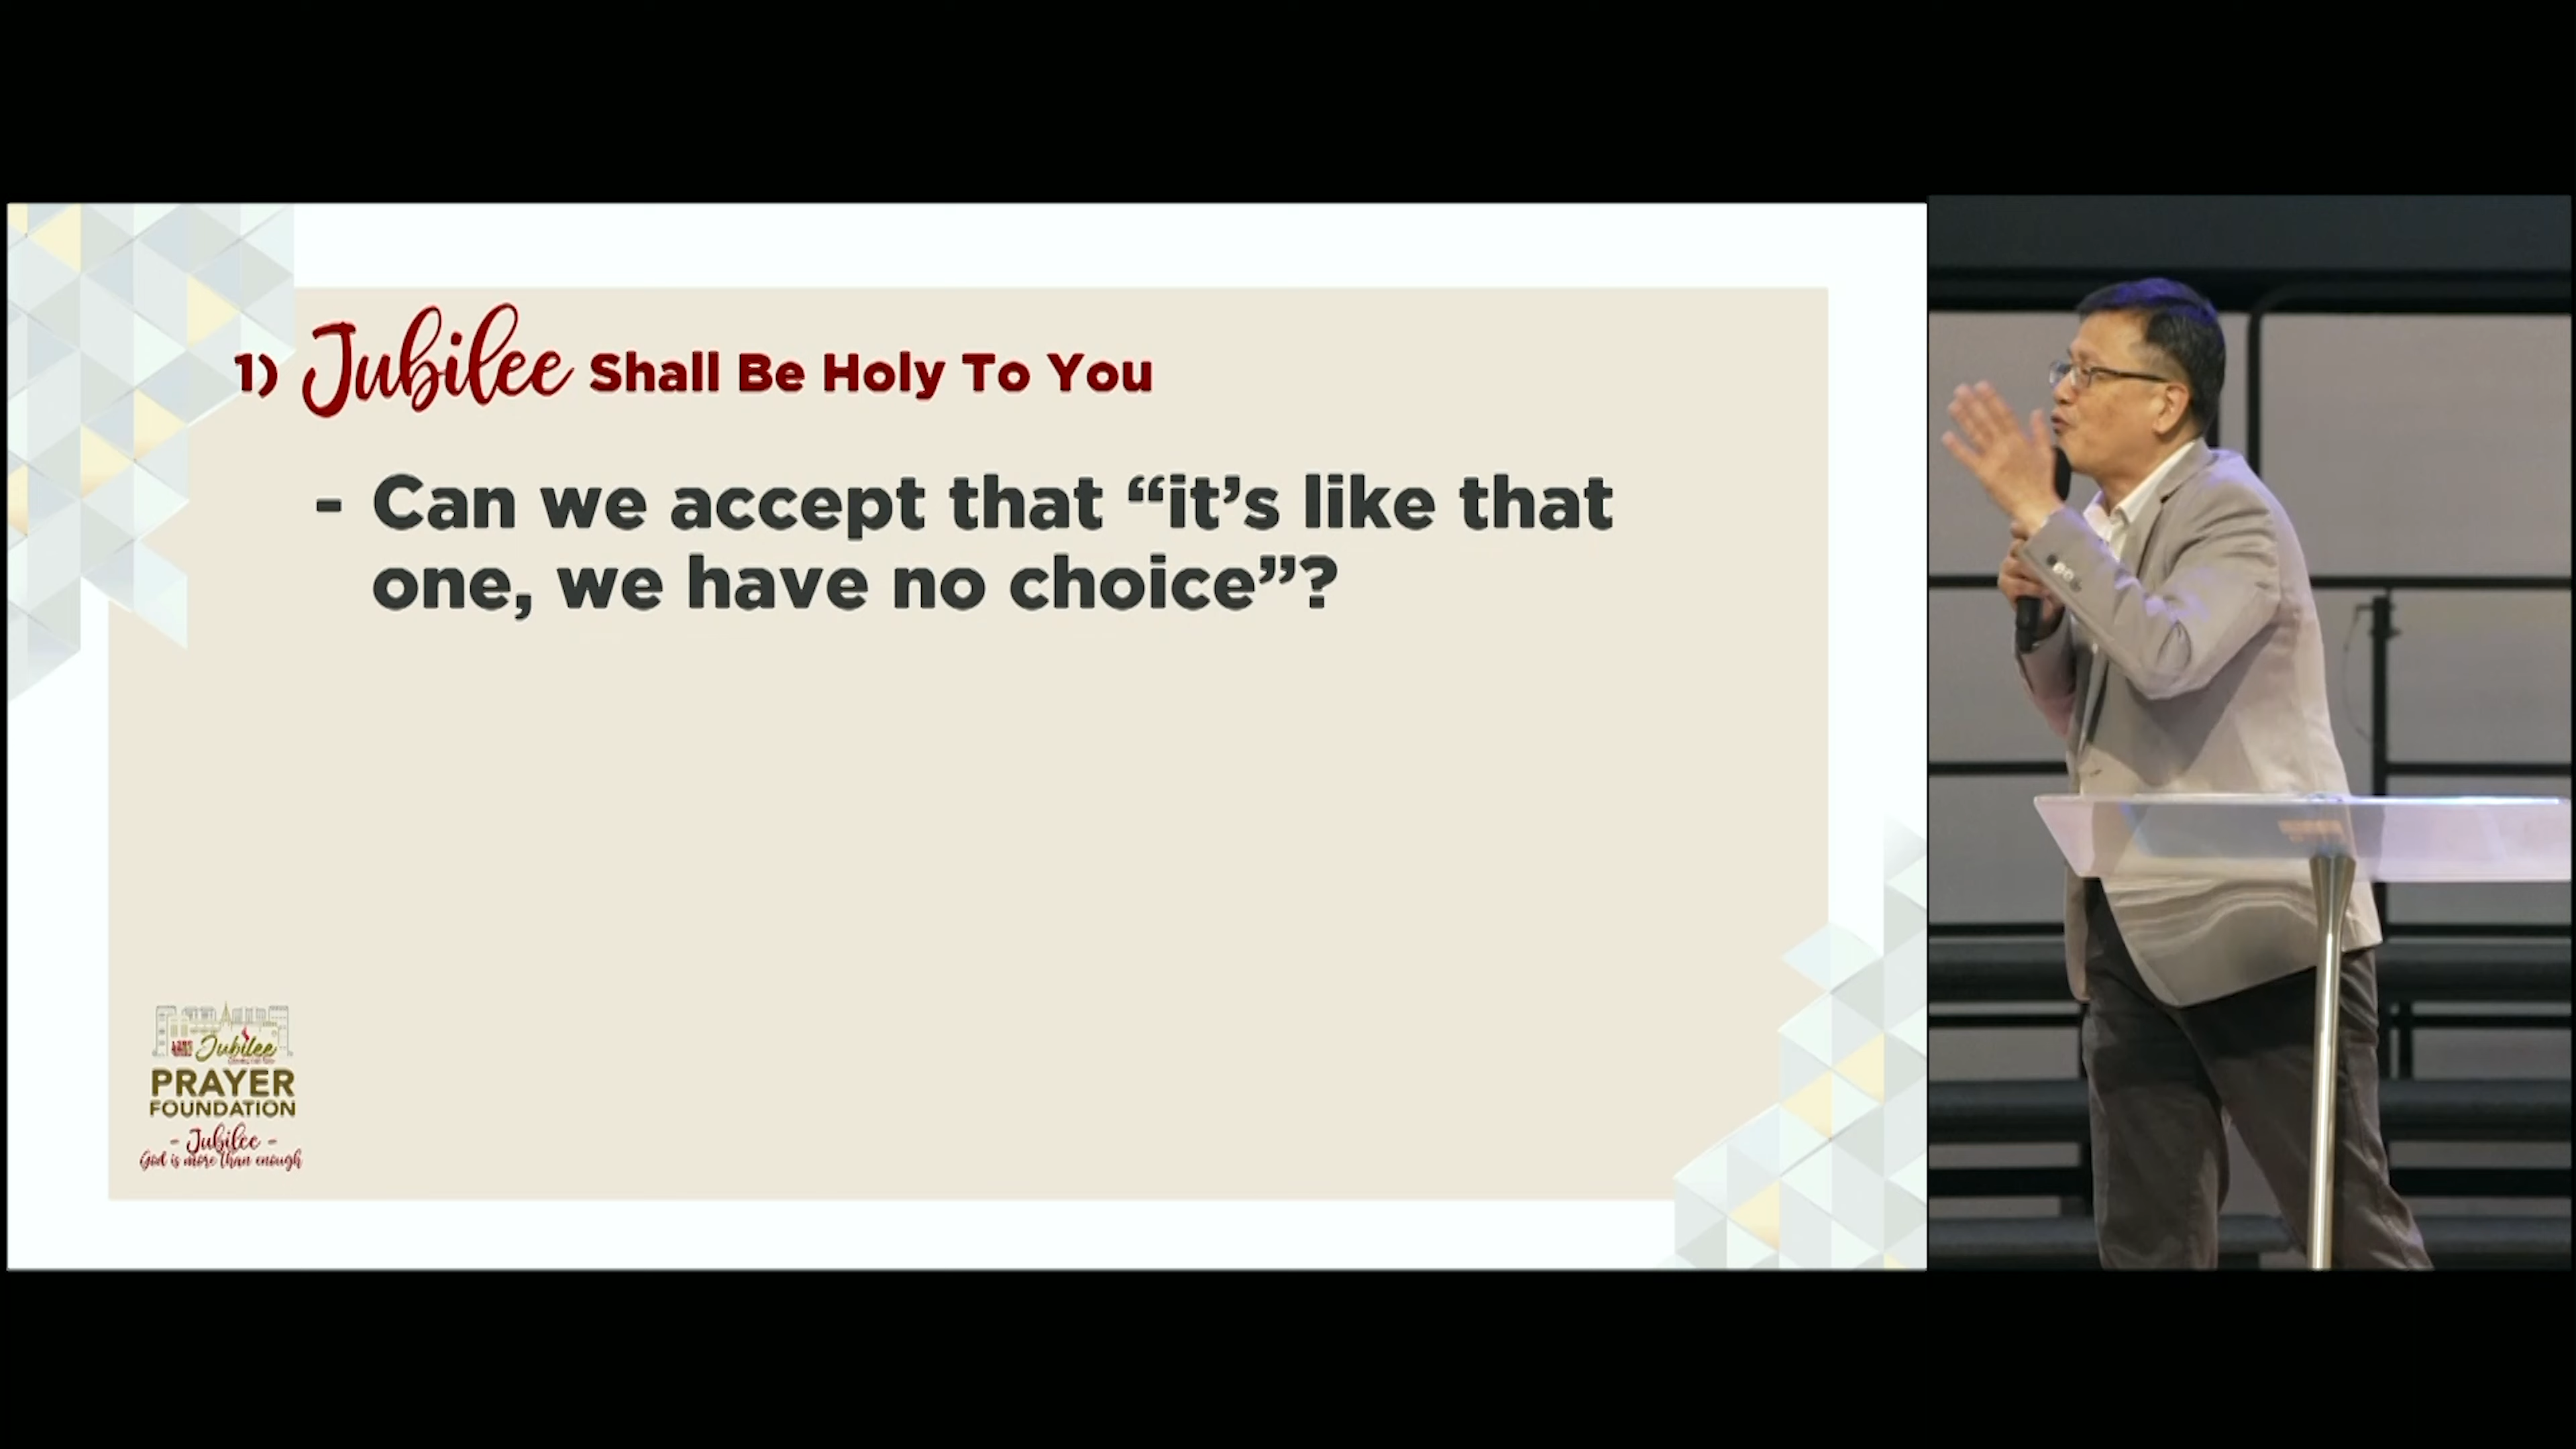 1) Jubilee Shall Be Holy To You
- Can we accept that “it’s like that
one, we have no choice”?
Jubilee
PRAYER
FOUNDATION
- Jubilee -
God is more than enough